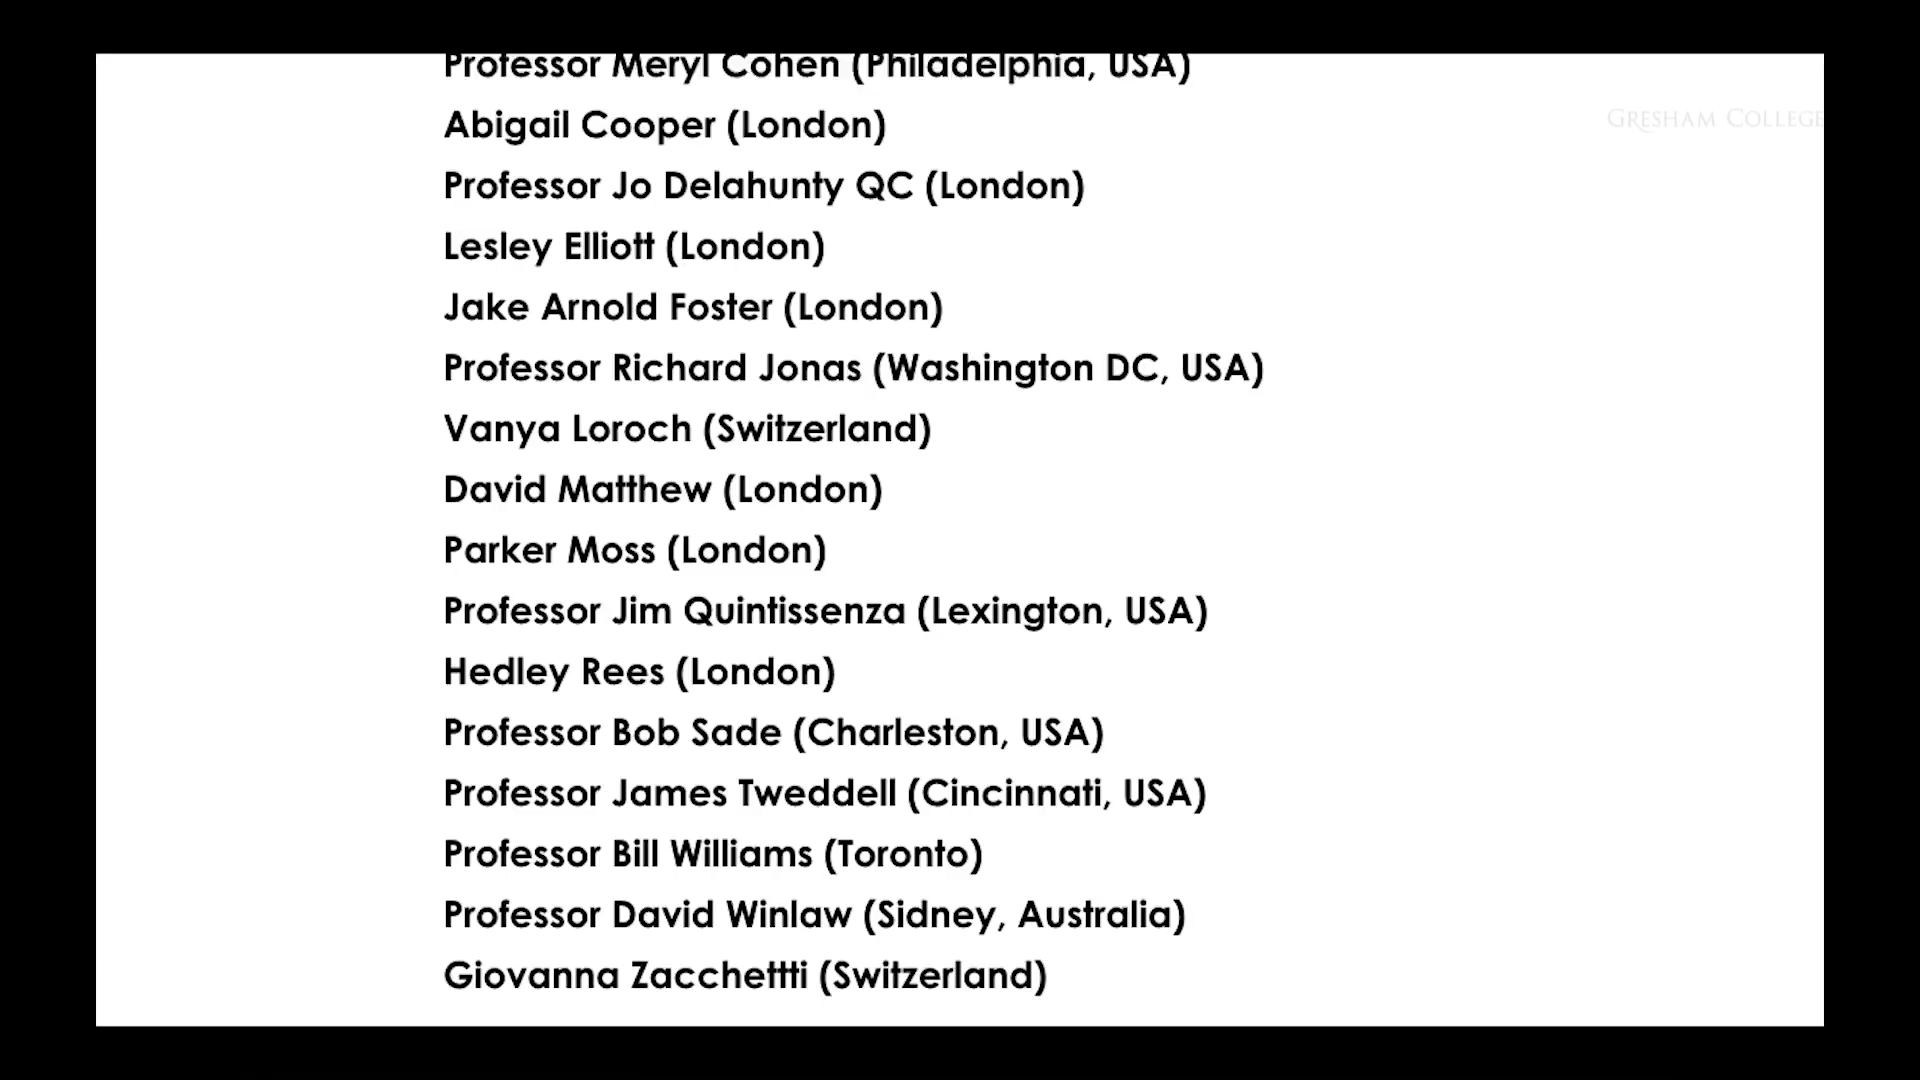 Professor Meryl Cohen (Philadelphia, USA)
GRESHAM COLLEGE
Abigail Cooper (London)
Professor Jo Delahunty QC (London)
Lesley Elliott (London)
Jake Arnold Foster (London)
Professor Richard Jonas (Washington DC, USA)
Vanya Loroch (Switzerland)
David Matthew (London)
Parker Moss (London)
Professor Jim Quintissenza (Lexington, USA)
Hedley Rees (London)
Professor Bob Sade (Charleston, USA)
Professor James Tweddell (Cincinnati, USA)
Professor Bill Williams (Toronto)
Professor David Winlaw (Sidney, Australia)
Giovanna Zacchettti (Switzerland)